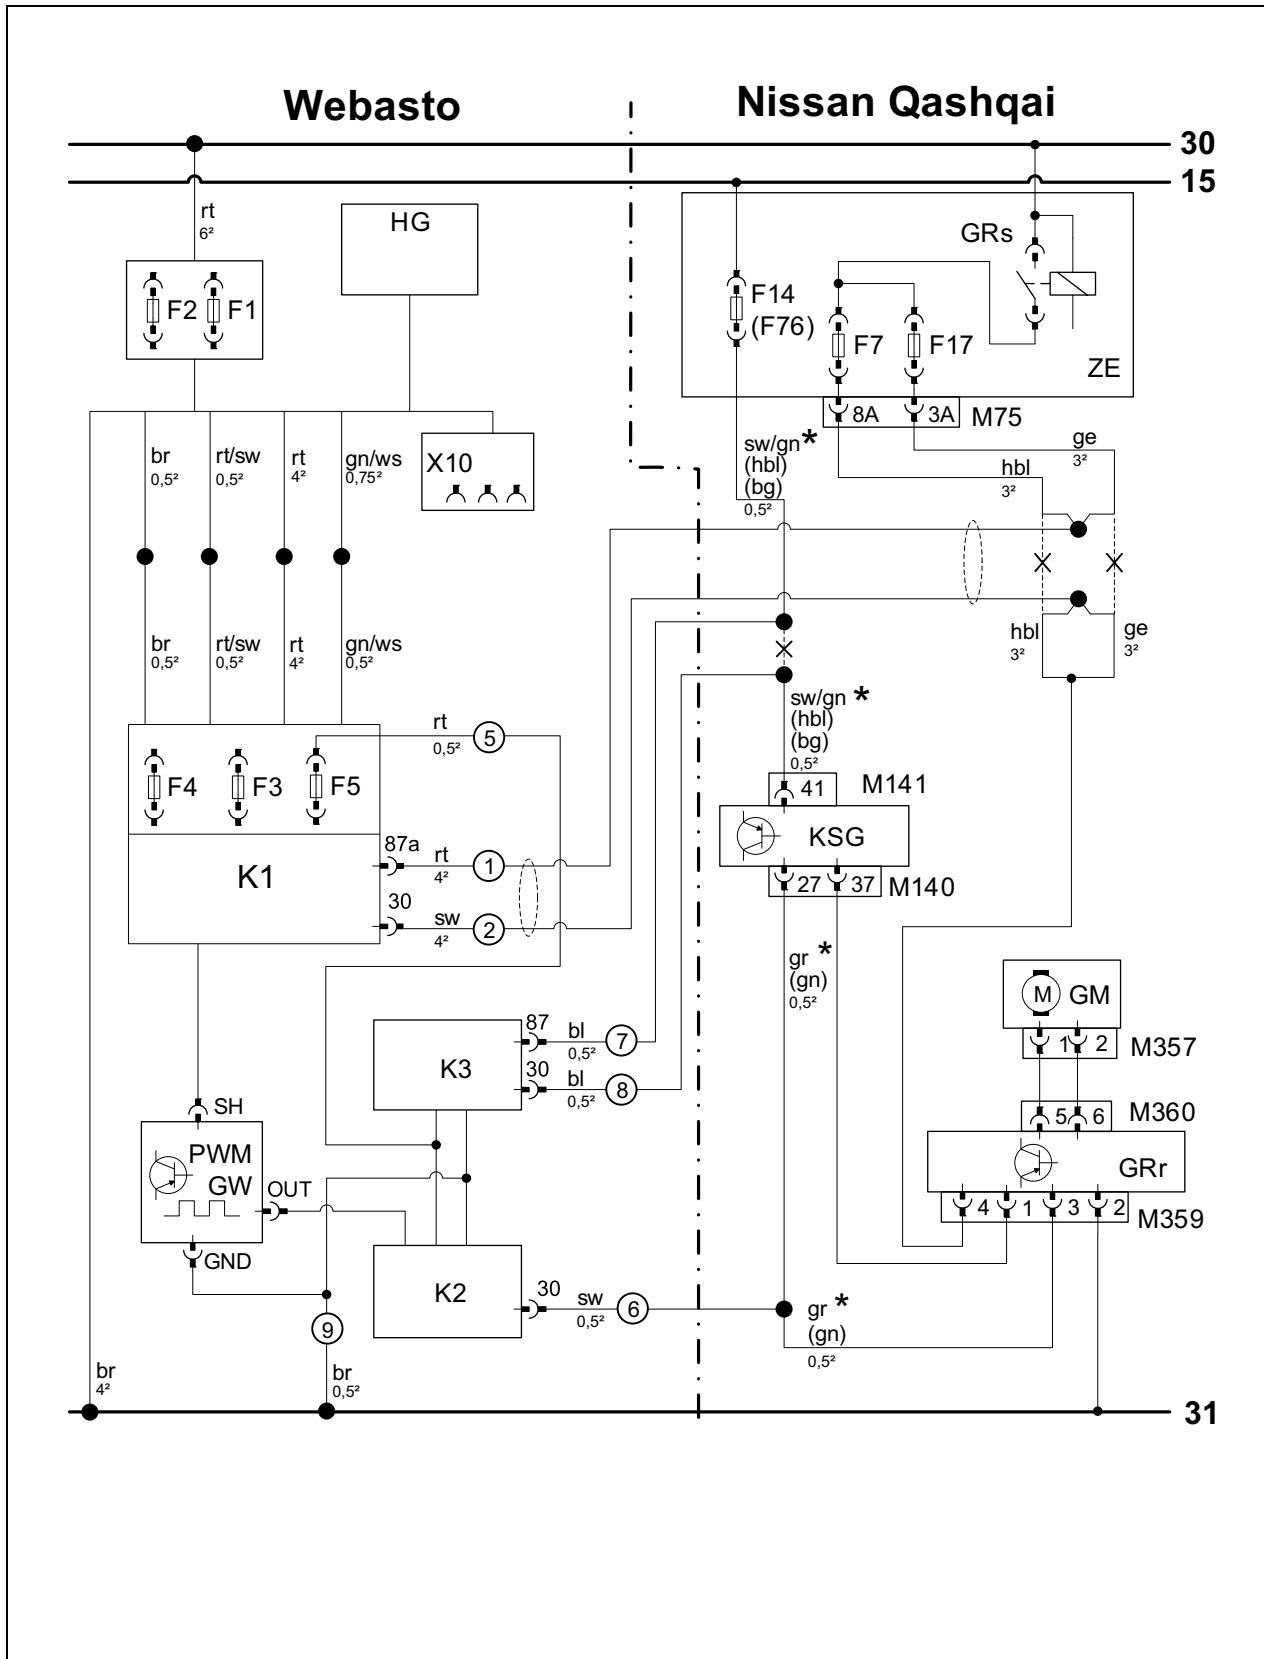 Webasto
Nissan Qashqai
30
15
rt
6²
HG
F2
F1
GRs
F14
(F76)
F7
F17
ZE
8A
3A
M75
br
0,5²
rt/sw
0,5²
rt
4²
gn/ws
0,75²
X10
sw/gn *
(hbl)
(bg)
0,5²
hbl
3²
ge
3²
br
0,5²
rt/sw
0,5²
rt
4²
gn/ws
0,5²
hbl
3²
ge
3²
sw/gn *
(hbl)
(bg)
0,5²
rt
0,5²
5
F4
F3
F5
41
M141
KSG
K1
87a
rt
4²
1
27
37
M140
30
sw
4²
2
gr *
(gn)
0,5²
M
GM
1
2
M357
K3
87
bl
0,5²
7
30
bl
0,5²
8
SH
PWM
GW
OUT
GND
5
6
M360
GRr
4
1
3
2
M359
K2
30
sw
0,5²
6
gr *
(gn)
0,5²
9
br
4²
br
0,5²
31